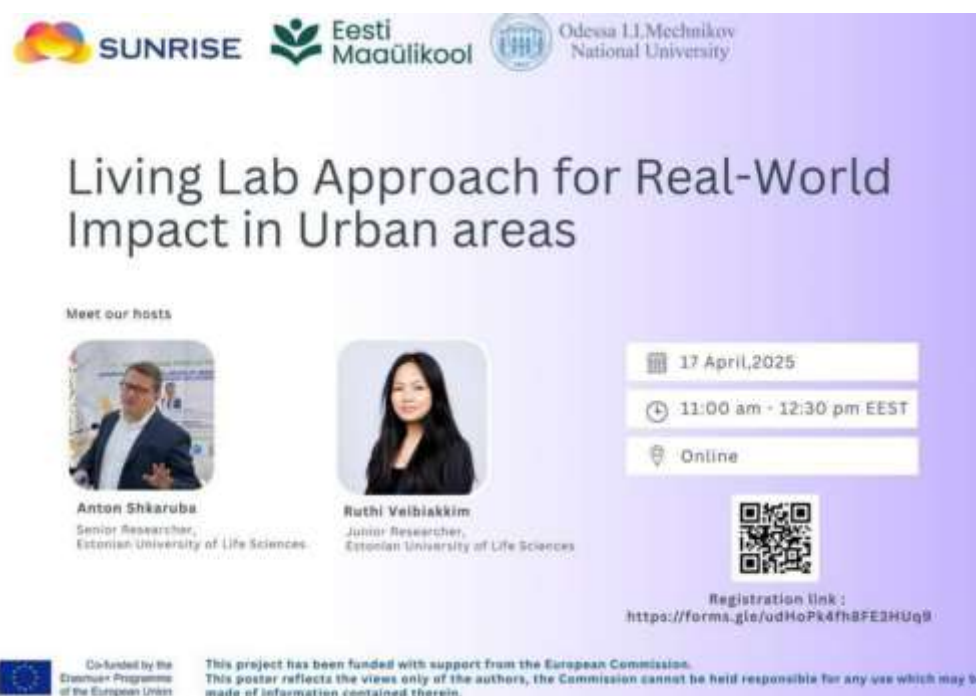 SUNRISE
Eesti
Maaülikool
Odessa I.I.Mechnikov
National University
Living Lab Approach for Real-World
Impact in Urban areas
Meet our hosts
Anton Shkaruba
Senior Researcher,
Estonian University of Life Sciences
Ruthi Veibiakkim
Junior Researcher,
Estonian University of Life Sciences
17 April,2025
11:00 am - 12:30 pm EEST
Online
Registration link :
https://forms.gle/udHoPk4fh8FE3HUq9
Co-funded by the
Erasmus+ Programme
of the European Union
This project has been funded with support from the European Commission.
This poster reflects the views only of the authors, the Commission cannot be held responsible for any use which may
made of information contained therein.